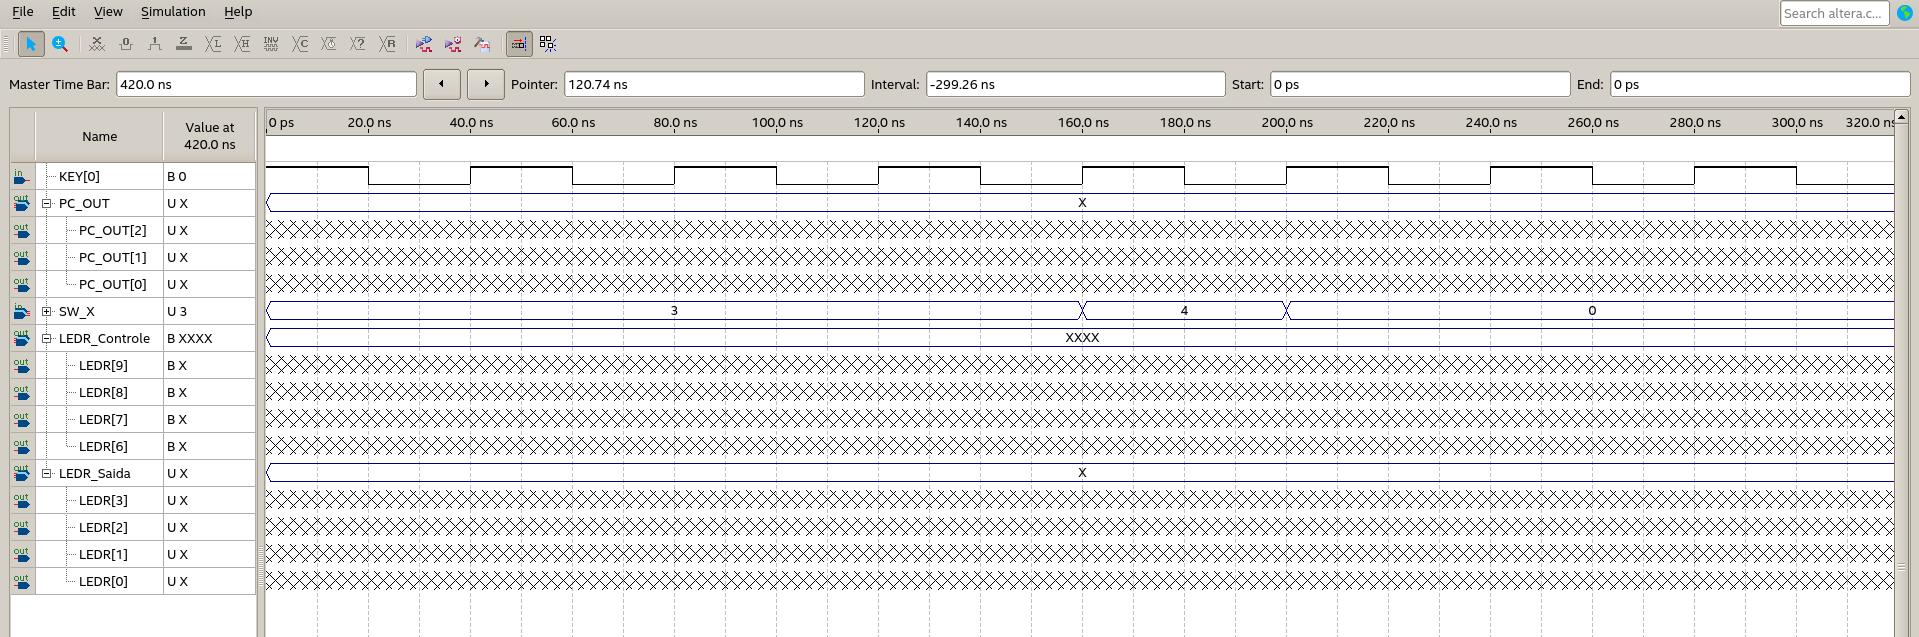 File Edit View Simulation Help
Search altera.c...
Master Time Bar: 420.0 ns Pointer: 120.74 ns Interval: -299.26 ns Start: 0 ps End: 0 ps
Name Value at 420.0 ns
0 ps 20.0 ns 40.0 ns 60.0 ns 80.0 ns 100.0 ns 120.0 ns 140.0 ns 160.0 ns 180.0 ns 200.0 ns 220.0 ns 240.0 ns 260.0 ns 280.0 ns 300.0 ns 320.0 ns
in KEY[0] B 0
out PC_OUT U X X
out PC_OUT[2] U X
out PC_OUT[1] U X
out PC_OUT[0] U X
in SW_X U 3 3 4 0
out LEDR_Controle B XXXX XXXX
out LEDR[9] B X
out LEDR[8] B X
out LEDR[7] B X
out LEDR[6] B X
out LEDR_Saida U X X
out LEDR[3] U X
out LEDR[2] U X
out LEDR[1] U X
out LEDR[0] U X